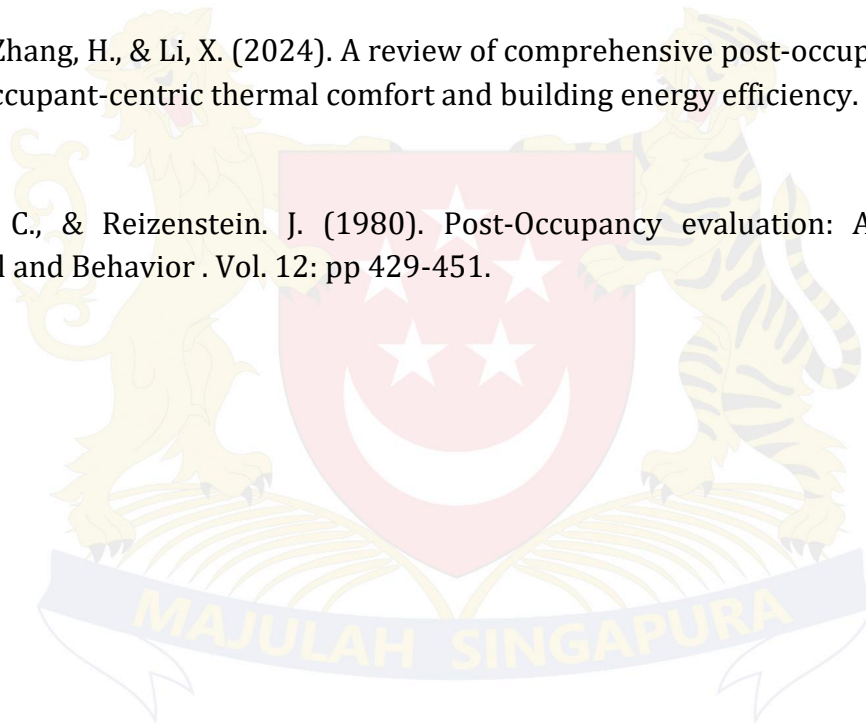 Zhang, H., & Li, X. (2024). A review of comprehensive post-occup
ccupant-centric thermal comfort and building energy efficiency.
C., & Reizenstein. J. (1980). Post-Occupancy evaluation: A
l and Behavior . Vol. 12: pp 429-451.
MAJULAH SINGAPURA